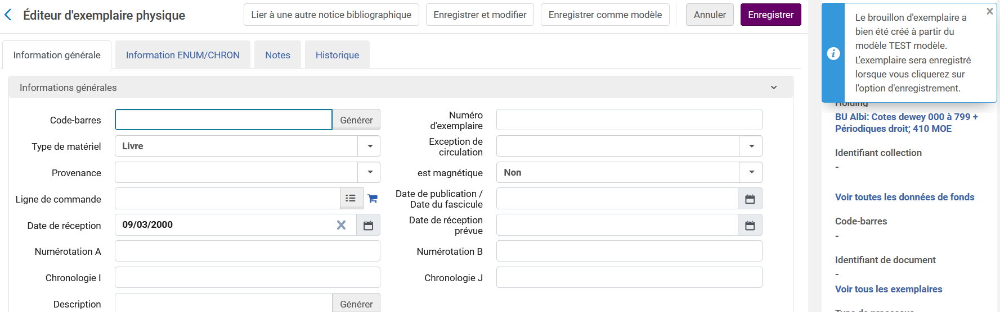 Éditeur d'exemplaire physique
Lier à une autre notice bibliographique
Enregistrer et modifier
Enregistrer comme modèle
Annuler
Enregistrer
Information générale
Information ENUM/CHRON
Notes
Historique
Informations générales
Code-barres
Générer
Numéro
d'exemplaire
Type de matériel
Livre
Exception de
circulation
Provenance
est magnétique
Non
Ligne de commande
Date de publication /
Date du fascicule
Date de réception
09/03/2000
Date de réception
prévue
Numérotation A
Numérotation B
Chronologie I
Chronologie J
Description
Générer
Le brouillon d'exemplaire a
bien été créé à partir du
modèle TEST modèle.
L'exemplaire sera enregistré
lorsque vous cliquerez sur
l'option d'enregistrement.
Holding
BU Albi: Cotes dewey 000 à 799 +
Périodiques droit; 410 MOE
Identifiant collection
-
Voir toutes les données de fonds
Code-barres
-
Identifiant de document
-
Voir tous les exemplaires
Type de processus